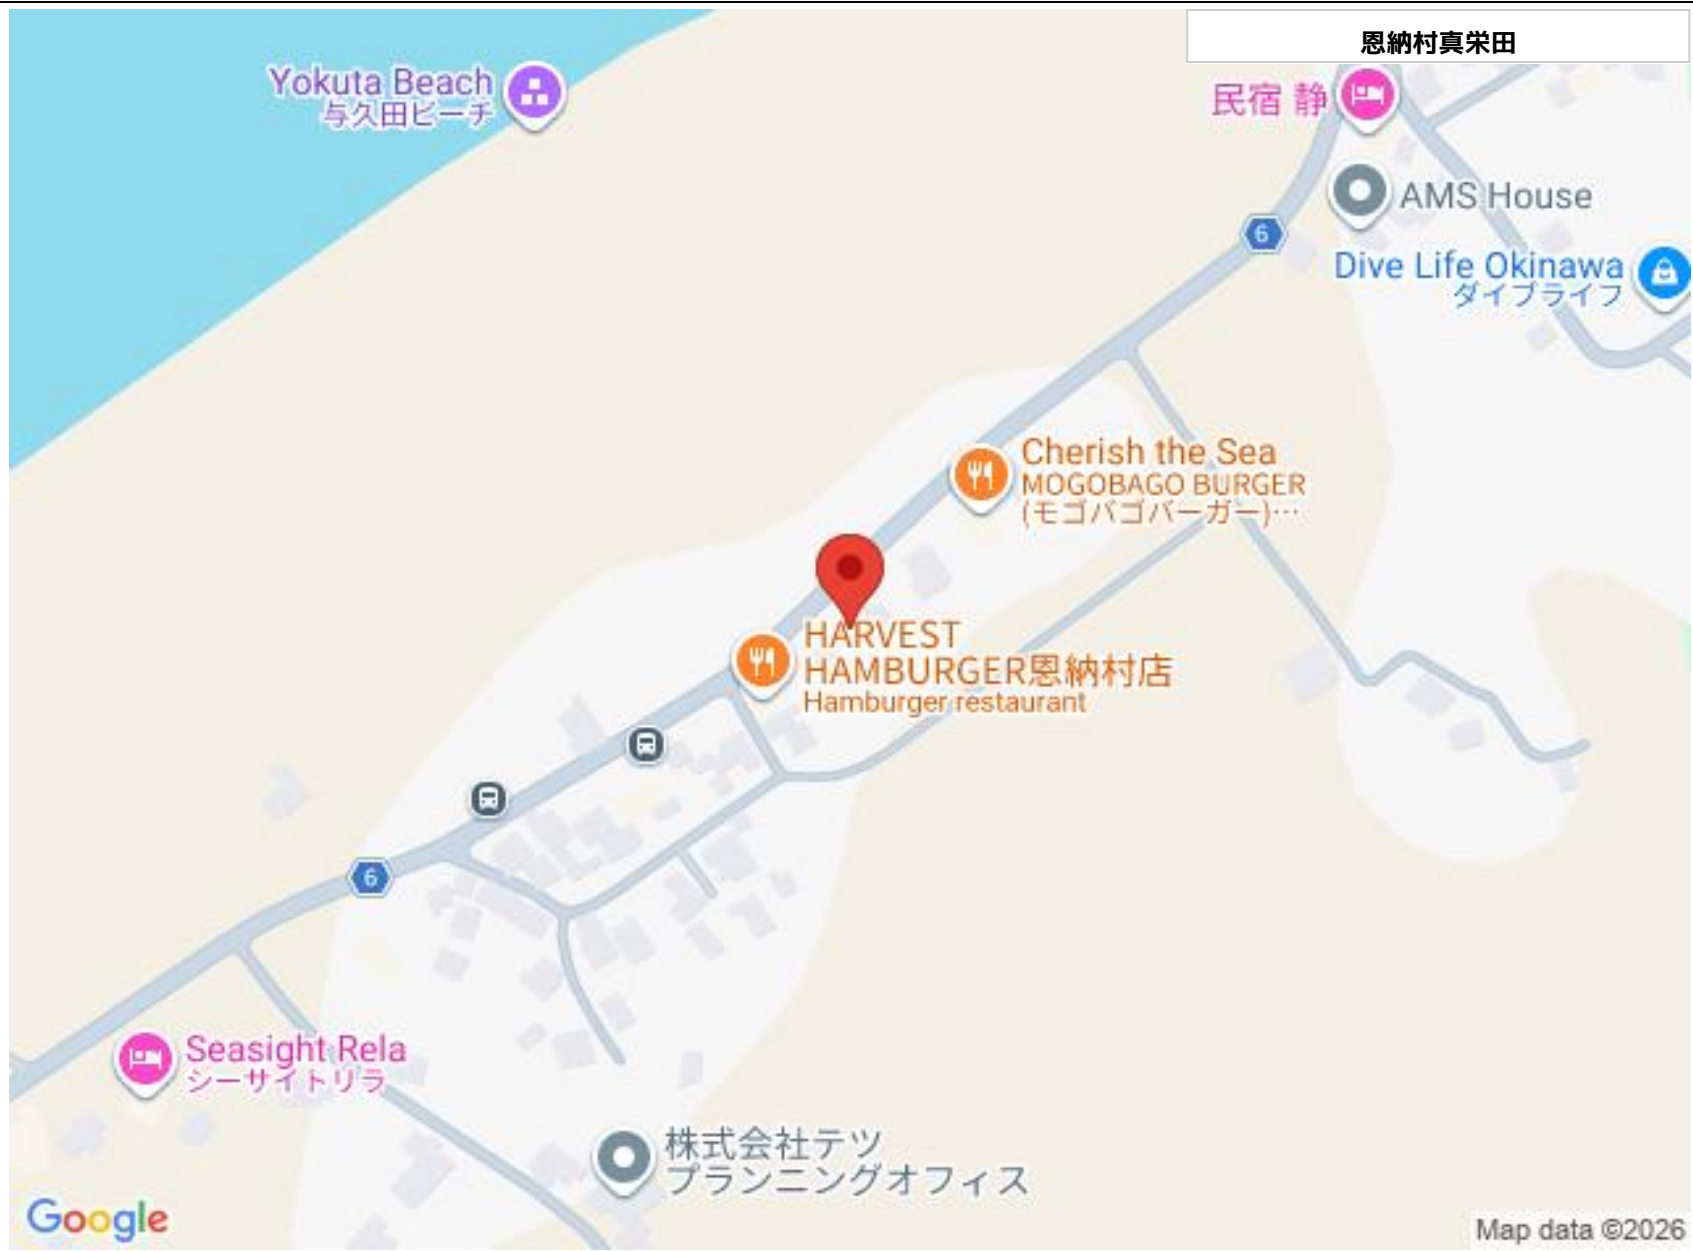 恩納村真栄田
Yokuta Beach
与久田ビーチ
民宿 静
AMS House
6
Dive Life Okinawa
ダイブライフ
Cherish the Sea
MOGOBAGO BURGER
(モゴバゴバーガー)…
HARVEST
HAMBURGER恩納村店
Hamburger restaurant
6
Seasight Rela
シーサイトリラ
株式会社テツ
プランニングオフィス
Google
Map data ©2026